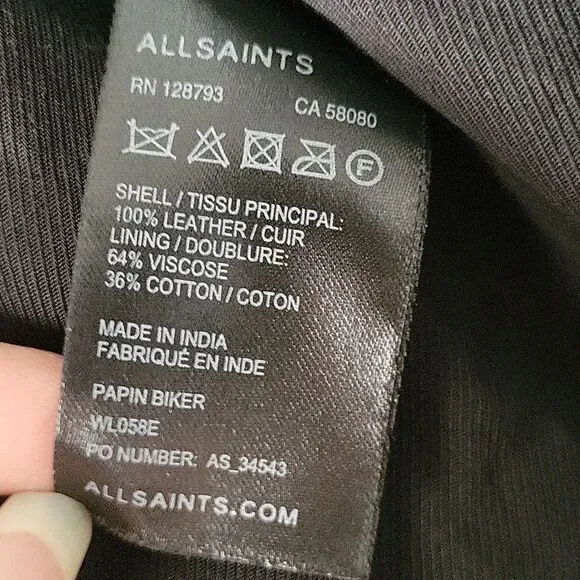 ALLSAINTS
RN 128793 CA 58080
F
SHELL / TISSU PRINCIPAL:
100% LEATHER / CUIR
LINING / DOUBLURE:
64% VISCOSE
36% COTTON / COTON
MADE IN INDIA
FABRIQUÉ EN INDE
PAPIN BIKER
WL058E
PO NUMBER: AS_34543
ALLSAINTS.COM